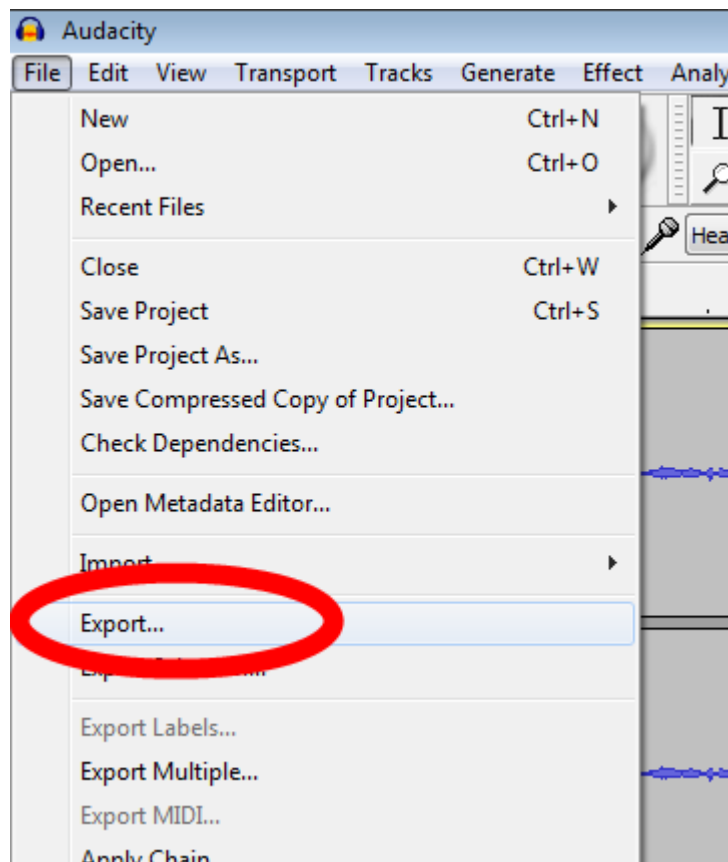 Audacity
File Edit View Transport Tracks Generate Effect Analy
New Ctrl+N
Open... Ctrl+O
Recent Files
Hea
Close Ctrl+W
Save Project Ctrl+S
Save Project As...
Save Compressed Copy of Project...
Check Dependencies...
Open Metadata Editor...
Import
Export...
Export Labels...
Export Multiple...
Export MIDI...
Apply Chain